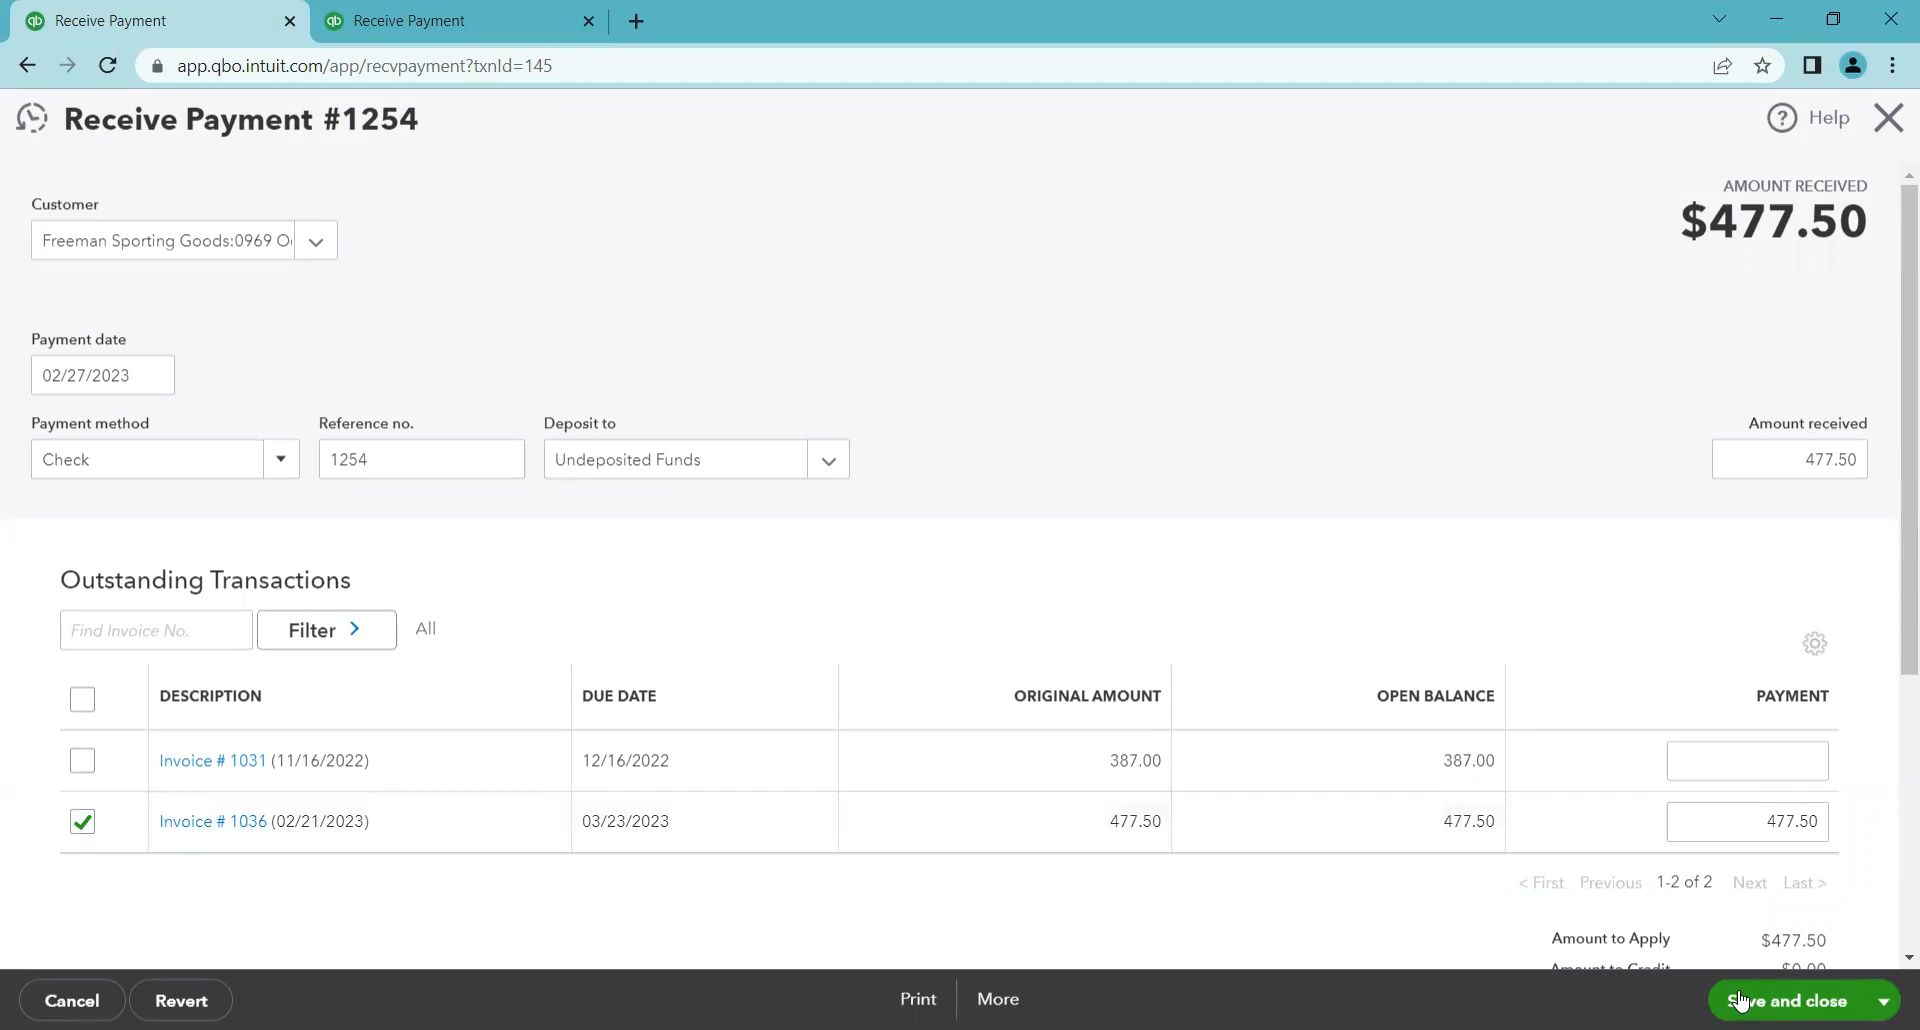 Receive Payment
Receive Payment
app.qbo.intuit.com/app/recvpayment?txnId=145
Receive Payment #1254
Help
AMOUNT RECEIVED
$477.50
Customer
Freeman Sporting Goods:0969
Payment date
02/27/2023
Payment method
Reference no.
Deposit to
Amount received
Check
1254
Undeposited Funds
477.50
Outstanding Transactions
Find Invoice No.
Filter
All
DESCRIPTION
DUE DATE
ORIGINAL AMOUNT
OPEN BALANCE
PAYMENT
Invoice # 1031 (11/16/2022)
12/16/2022
387.00
387.00
Invoice # 1036 (02/21/2023)
03/23/2023
477.50
477.50
477.50
< First Previous 1-2 of 2 Next Last >
Amount to Apply
$477.50
Amount to Credit
$0.00
Cancel
Revert
Print
More
and close